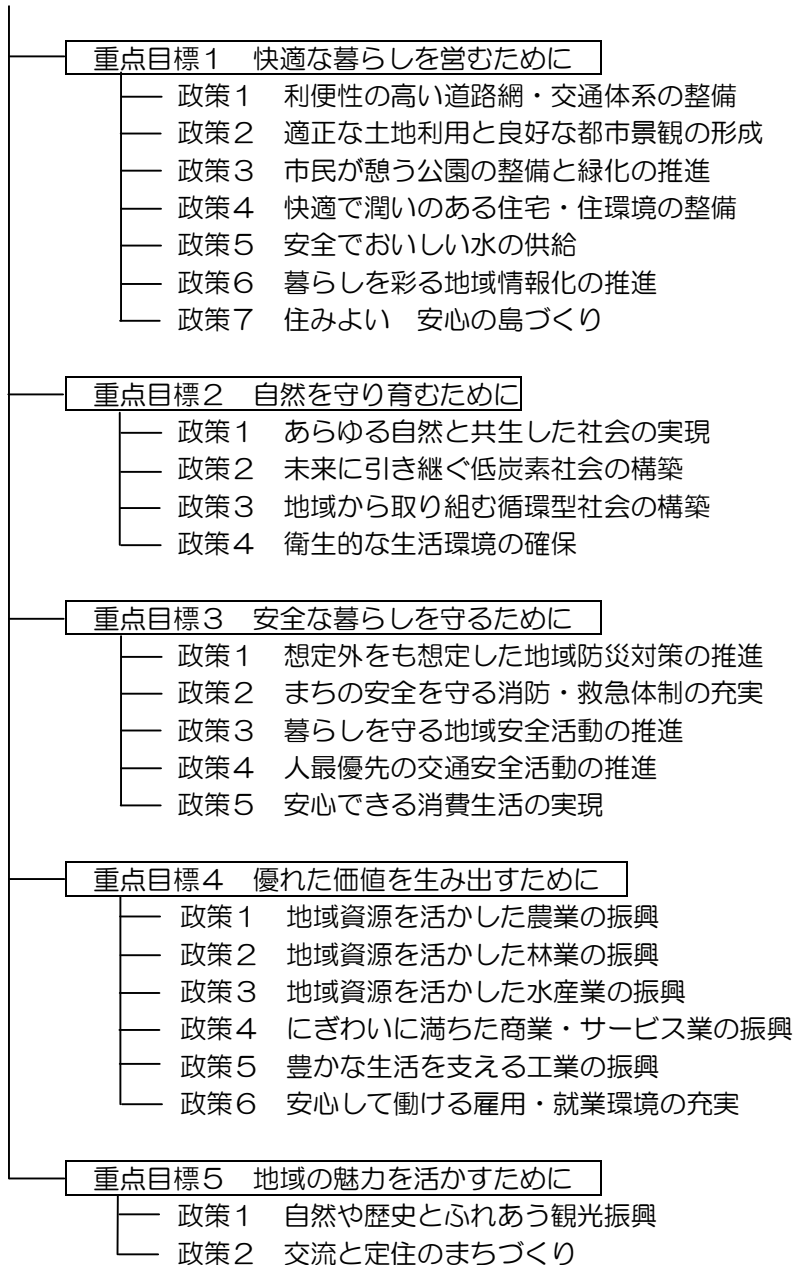 重点目標1　快適な暮らしを営むために
政策1　利便性の高い道路網・交通体系の整備
政策2　適正な土地利用と良好な都市景観の形成
政策3　市民が憩う公園の整備と緑化の推進
政策4　快適で潤いのある住宅・住環境の整備
政策5　安全でおいしい水の供給
政策6　暮らしを彩る地域情報化の推進
政策7　住みよい　安心の島づくり
重点目標2　自然を守り育むために
政策1　あらゆる自然と共生した社会の実現
政策2　未来に引き継ぐ低炭素社会の構築
政策3　地域から取り組む循環型社会の構築
政策4　衛生的な生活環境の確保
重点目標3　安全な暮らしを守るために
政策1　想定外をも想定した地域防災対策の推進
政策2　まちの安全を守る消防・救急体制の充実
政策3　暮らしを守る地域安全活動の推進
政策4　人最優先の交通安全活動の推進
政策5　安心できる消費生活の実現
重点目標4　優れた価値を生み出すために
政策1　地域資源を活かした農業の振興
政策2　地域資源を活かした林業の振興
政策3　地域資源を活かした水産業の振興
政策4　にぎわいに満ちた商業・サービス業の振興
政策5　豊かな生活を支える工業の振興
政策6　安心して働ける雇用・就業環境の充実
重点目標5　地域の魅力を活かすために
政策1　自然や歴史とふれあう観光振興
政策2　交流と定住のまちづくり